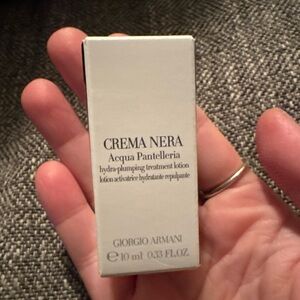 CREMA NERA
Acqua Pantelleria
hydra-plumping treatment lotion
lotion activatrice hydratante repulpante
GIORGIO ARMANI
℮ 10 ml 0.33 FL.OZ